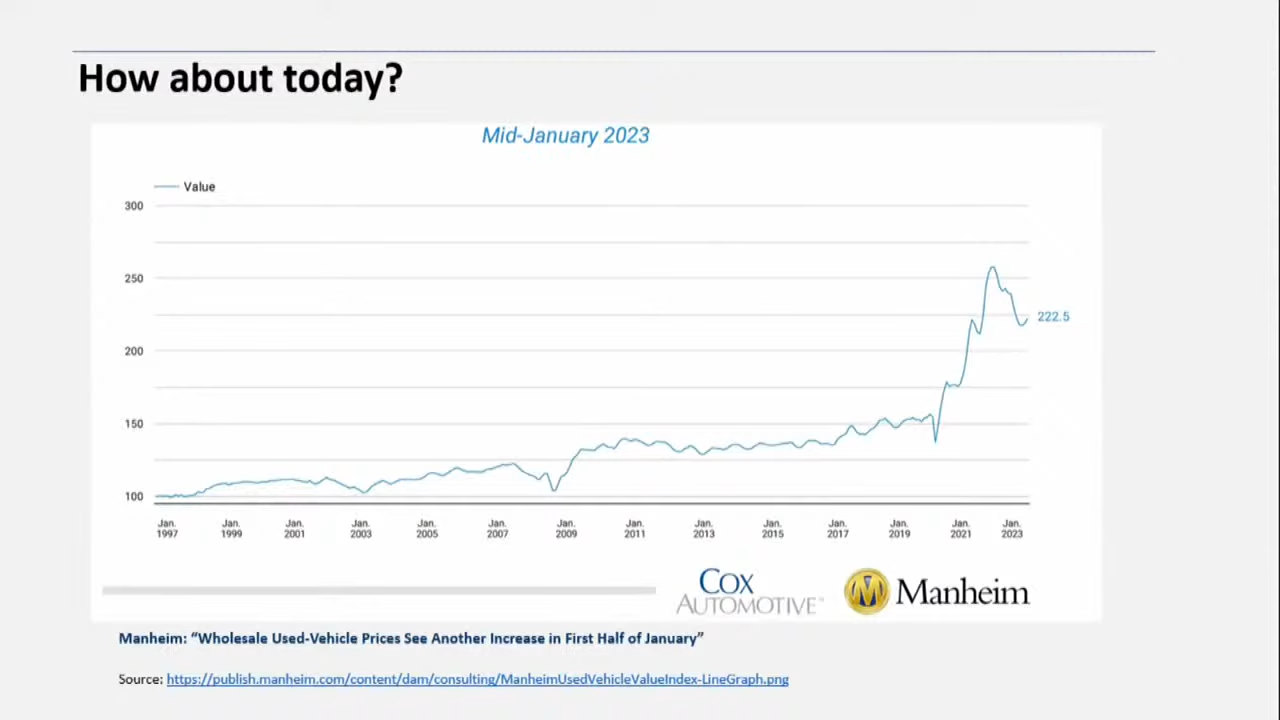 How about today?
Mid-January 2023
Value
300
250
200
150
100
222.5
Jan. Jan. Jan. Jan. Jan. Jan. Jan. Jan. Jan. Jan. Jan. Jan. Jan. Jan.
1997 1999 2001 2003 2005 2007 2009 2011 2013 2015 2017 2019 2021 2023
COX
AUTOMOTIVE™
Manheim
Manheim: “Wholesale Used-Vehicle Prices See Another Increase in First Half of January”
Source: https://publish.manheim.com/content/dam/consulting/ManheimUsedVehicleValueIndex-LineGraph.png